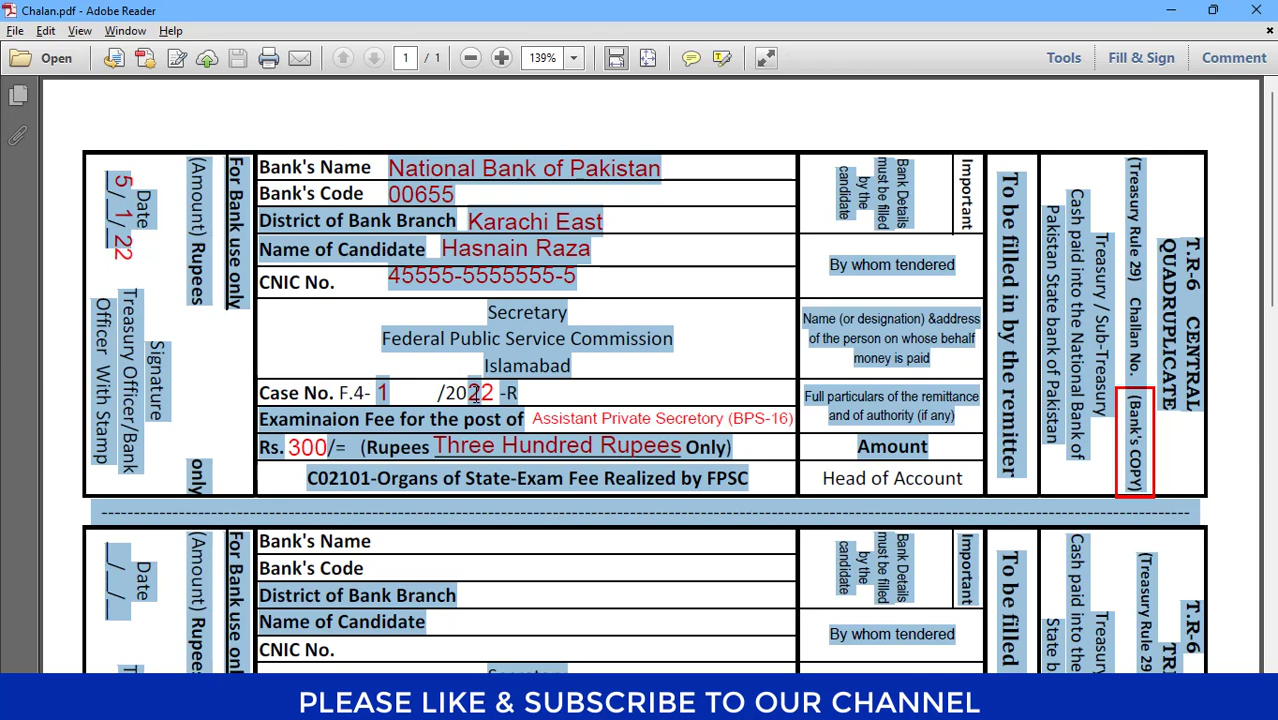 Chalan.pdf - Adobe Reader
File Edit View Window Help
Open 1 / 1 139% Tools Fill & Sign Comment
Bank's Name National Bank of Pakistan
Bank's Code 00655
District of Bank Branch Karachi East
Name of Candidate Hasnain Raza
CNIC No. 45555-5555555-5
Secretary
Federal Public Service Commission
Islamabad
Case No. F.4- 1 /2022 -R
Examinaion Fee for the post of Assistant Private Secretary (BPS-16)
Rs. 300/= (Rupees Three Hundred Rupees Only)
C02101-Organs of State-Exam Fee Realized by FPSC
For Bank use only
(Amount) Rupees only
Date
5/ 1/ 22
Signature
Treasury Officer/Bank
Officer With Stamp
Important
Bank Details
must be filled
by the
candidate
By whom tendered
Name (or designation) &address
of the person on whose behalf
money is paid
Full particulars of the remittance
and of authority (if any)
Amount
Head of Account
To be filled in by the remitter
T.R-6 CENTRAL
QUADRUPLICATE
(Treasury Rule 29) Challan No. (Bank's COPY)
Treasury / Sub-Treasury
Cash paid into the National Bank of
Pakistan State bank of Pakistan
--------------------------------------------------------------------------------
Bank's Name
Bank's Code
District of Bank Branch
Name of Candidate
CNIC No.
For Bank use only
(Amount) Rupees
Date
__/__/__
Important
Bank Details
must be filled
by the
candidate
By whom tendered
To be filled
T.R-6
(Treasury Rule 29
Cash paid into the
PLEASE LIKE & SUBSCRIBE TO OUR CHANNEL